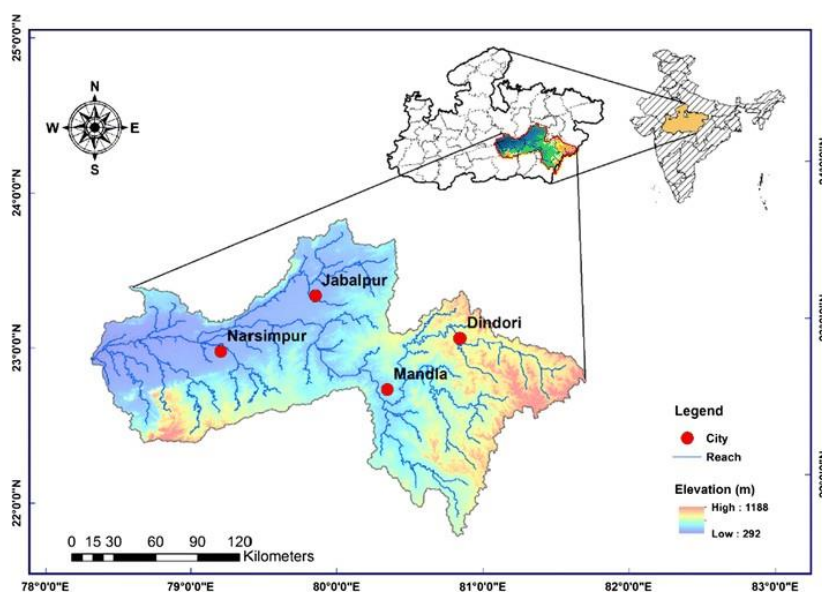 25°0'0"N
24°0'0"N
23°0'0"N
22°0'0"N
N
W
E
S
Jabalpur
Narsimpur
Dindori
Mandla
Legend
City
Reach
Elevation (m)
High : 1188
Low : 292
0 15 30 60 90 120
Kilometers
78°0'0"E 79°0'0"E 80°0'0"E 81°0'0"E 82°0'0"E 83°0'0"E